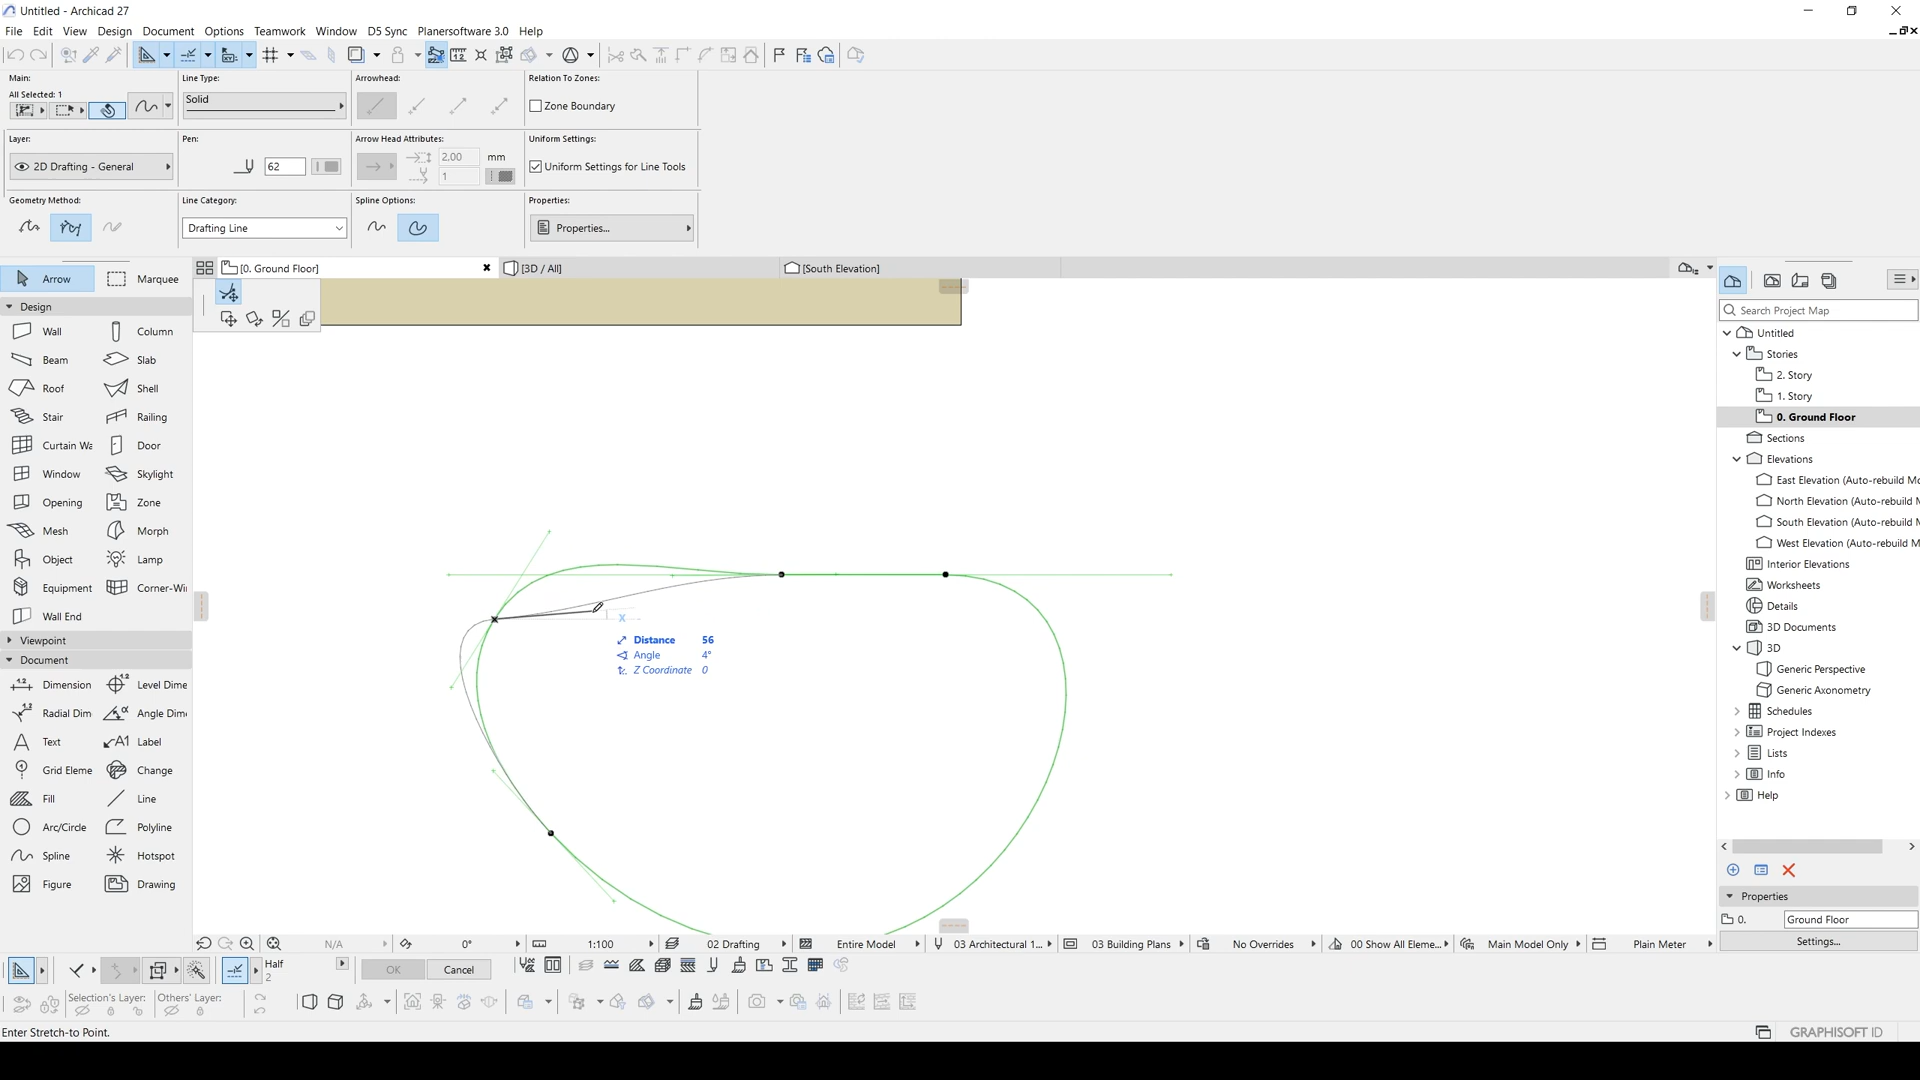 Untitled - Archicad 27
File Edit View Design Document Options Teamwork Window D5 Sync Planersoftware 3.0 Help
Main: Line Type: Arrowhead: Relation To Zones:
All Selected: 1
Solid
Zone Boundary
Layer: Pen: Arrow Head Attributes: Uniform Settings:
2D Drafting - General 62 2,00 mm Uniform Settings for Line Tools
1
Geometry Method: Line Category: Spline Options: Properties:
Drafting Line Properties...
Arrow Marquee [0. Ground Floor] [3D / All] [South Elevation]
Design
Wall Column
Beam Slab
Roof Shell
Stair Railing
Curtain Wa Door
Window Skylight
Opening Zone
Mesh Morph
Object Lamp
Equipment Corner-Wi
Wall End
Viewpoint
Document
Dimension Level Dime
Radial Dim Angle Dim
Text Label
Grid Eleme Change
Fill Line
Arc/Circle Polyline
Spline Hotspot
Figure Drawing
X
Distance 56
Angle 4°
Z Coordinate 0
Search Project Map
Untitled
Stories
2. Story
1. Story
0. Ground Floor
Sections
Elevations
East Elevation (Auto-rebuild Mo
North Elevation (Auto-rebuild M
South Elevation (Auto-rebuild M
West Elevation (Auto-rebuild M
Interior Elevations
Worksheets
Details
3D Documents
3D
Generic Perspective
Generic Axonometry
Schedules
Project Indexes
Lists
Info
Help
Properties
0. Ground Floor
Settings...
N/A 0° 1:100 02 Drafting Entire Model 03 Architectural 1... 03 Building Plans No Overrides 00 Show All Eleme... Main Model Only Plain Meter
Half
2
OK Cancel
Selection's Layer: Others' Layer:
Enter Stretch-to Point.
GRAPHISOFT ID